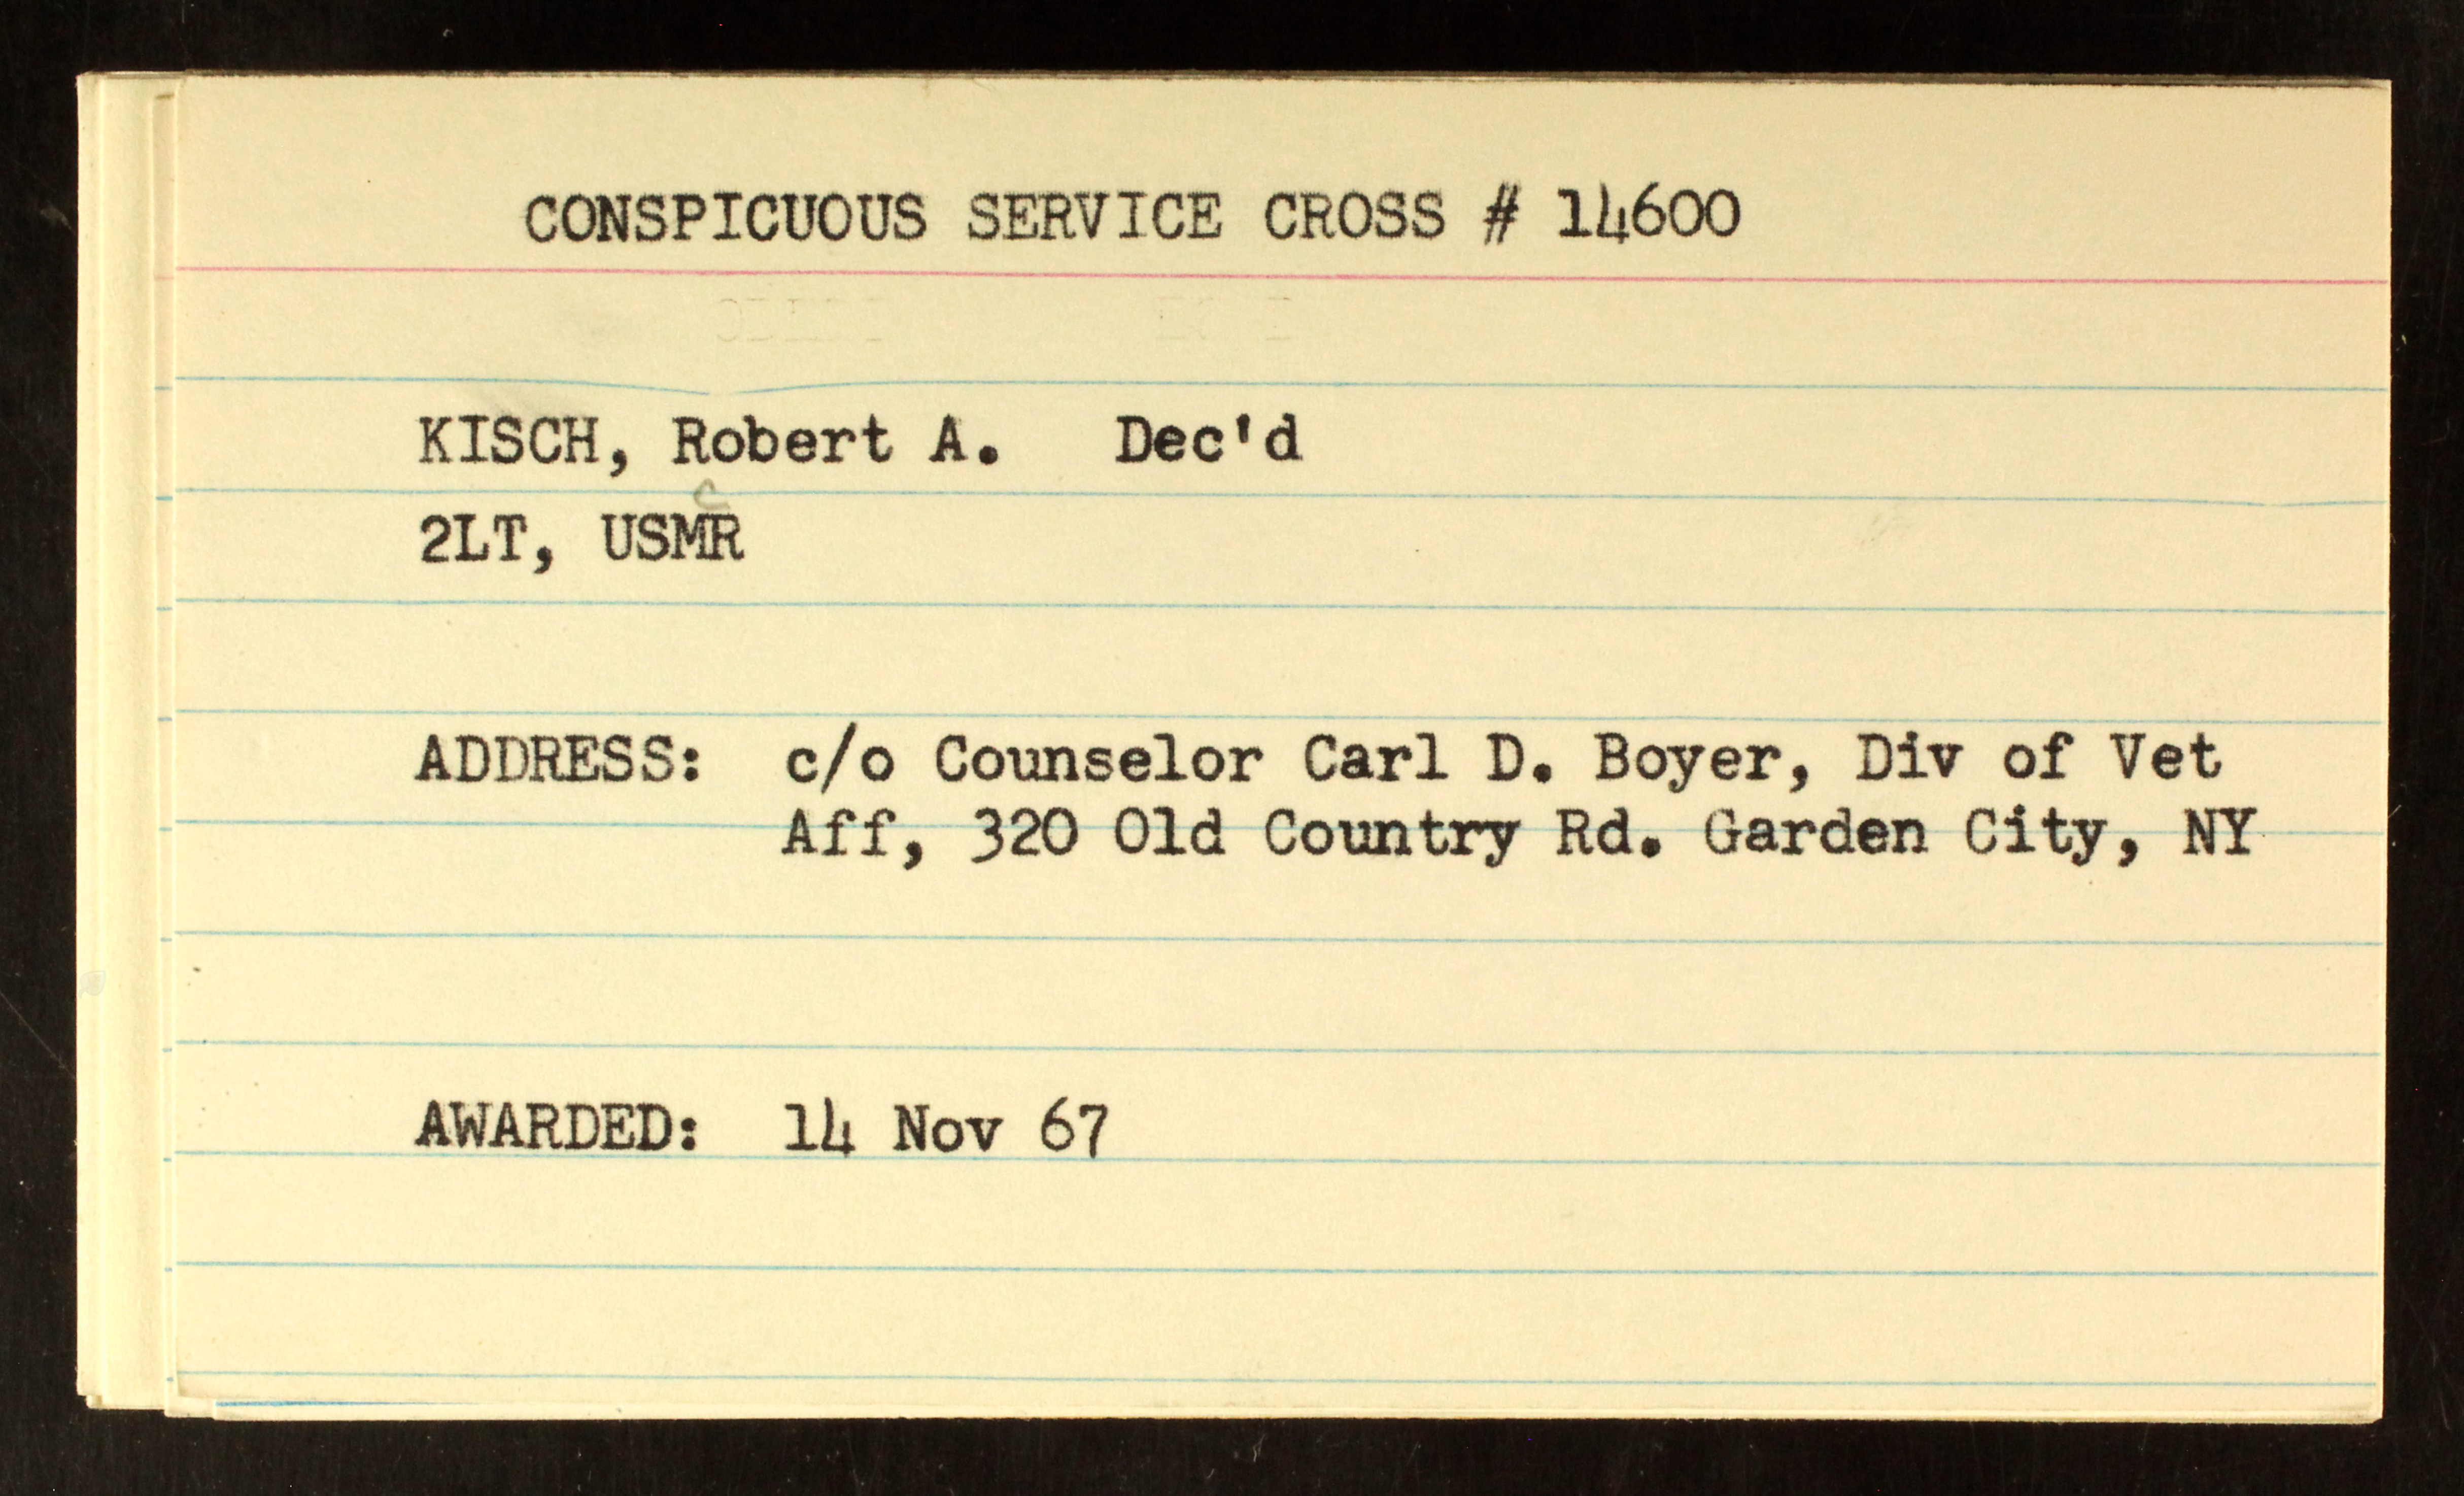 CONSPICUOUS SERVICE CROSS # 14600
KISCH, Robert A. Dec'd
c
2LT, USMR
ADDRESS: c/o Counselor Carl D. Boyer, Div of Vet
Aff, 320 Old Country Rd. Garden City, NY
AWARDED: 14 Nov 67